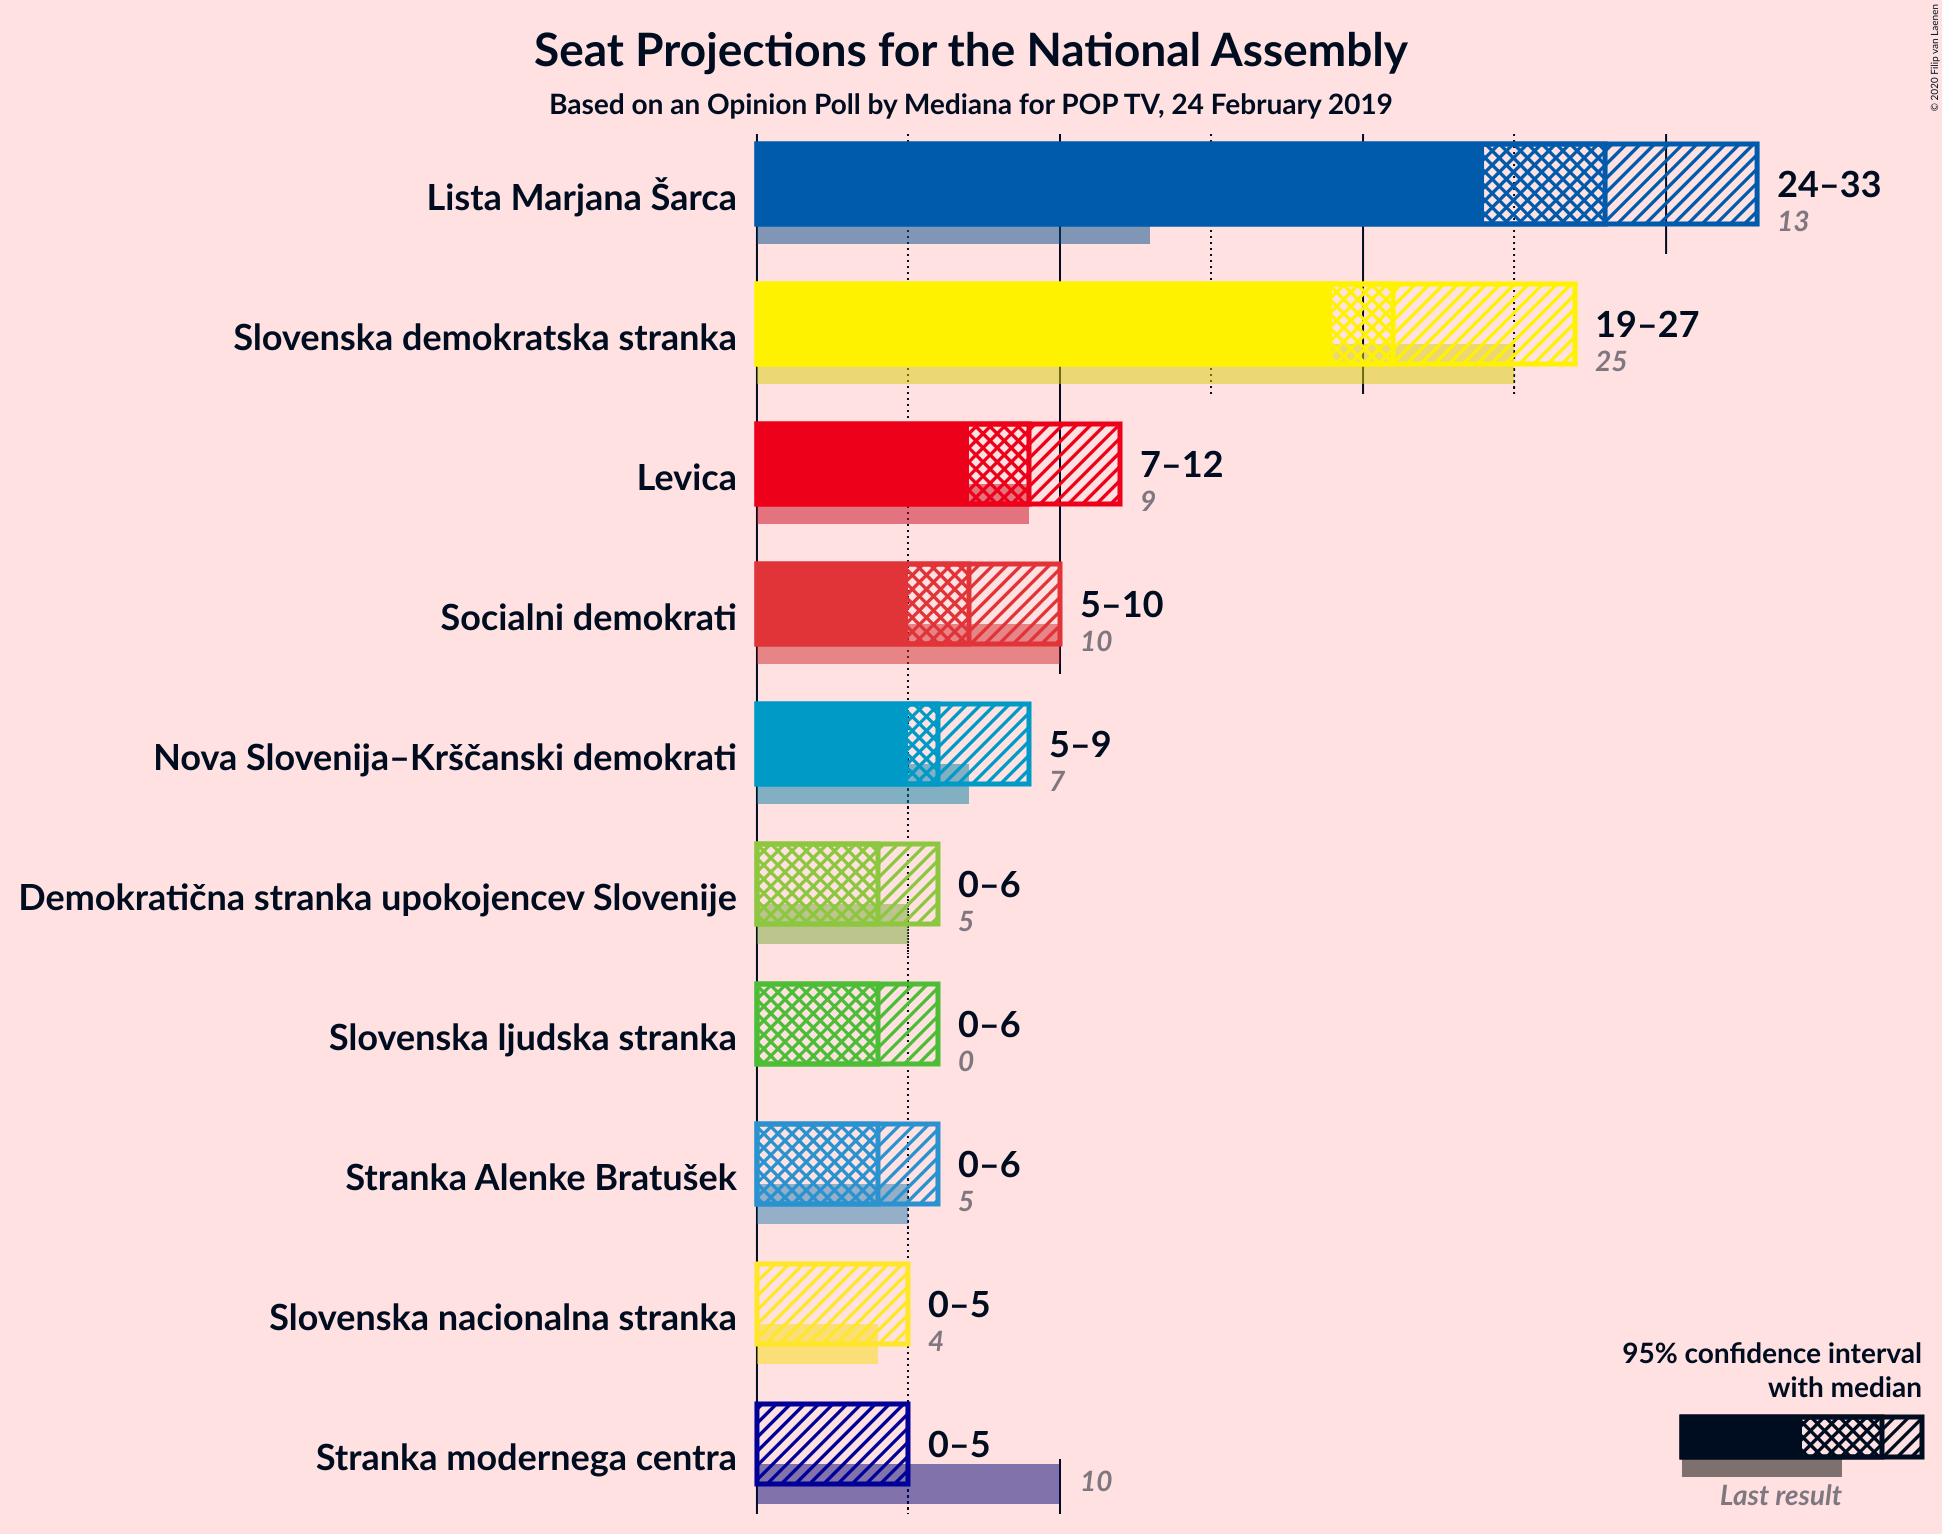 Seat Projections for the National Assembly
Based on an Opinion Poll by Mediana for POP TV, 24 February 2019
© 2020 Filip van Laenen
Lista Marjana Šarca
24–33
13
Slovenska demokratska stranka
19–27
25
Levica
7–12
9
Socialni demokrati
5–10
10
Nova Slovenija–Krščanski demokrati
5–9
7
Demokratična stranka upokojencev Slovenije
0–6
5
Slovenska ljudska stranka
0–6
0
Stranka Alenke Bratušek
0–6
5
Slovenska nacionalna stranka
0–5
4
Stranka modernega centra
0–5
10
95% confidence interval
with median
Last result